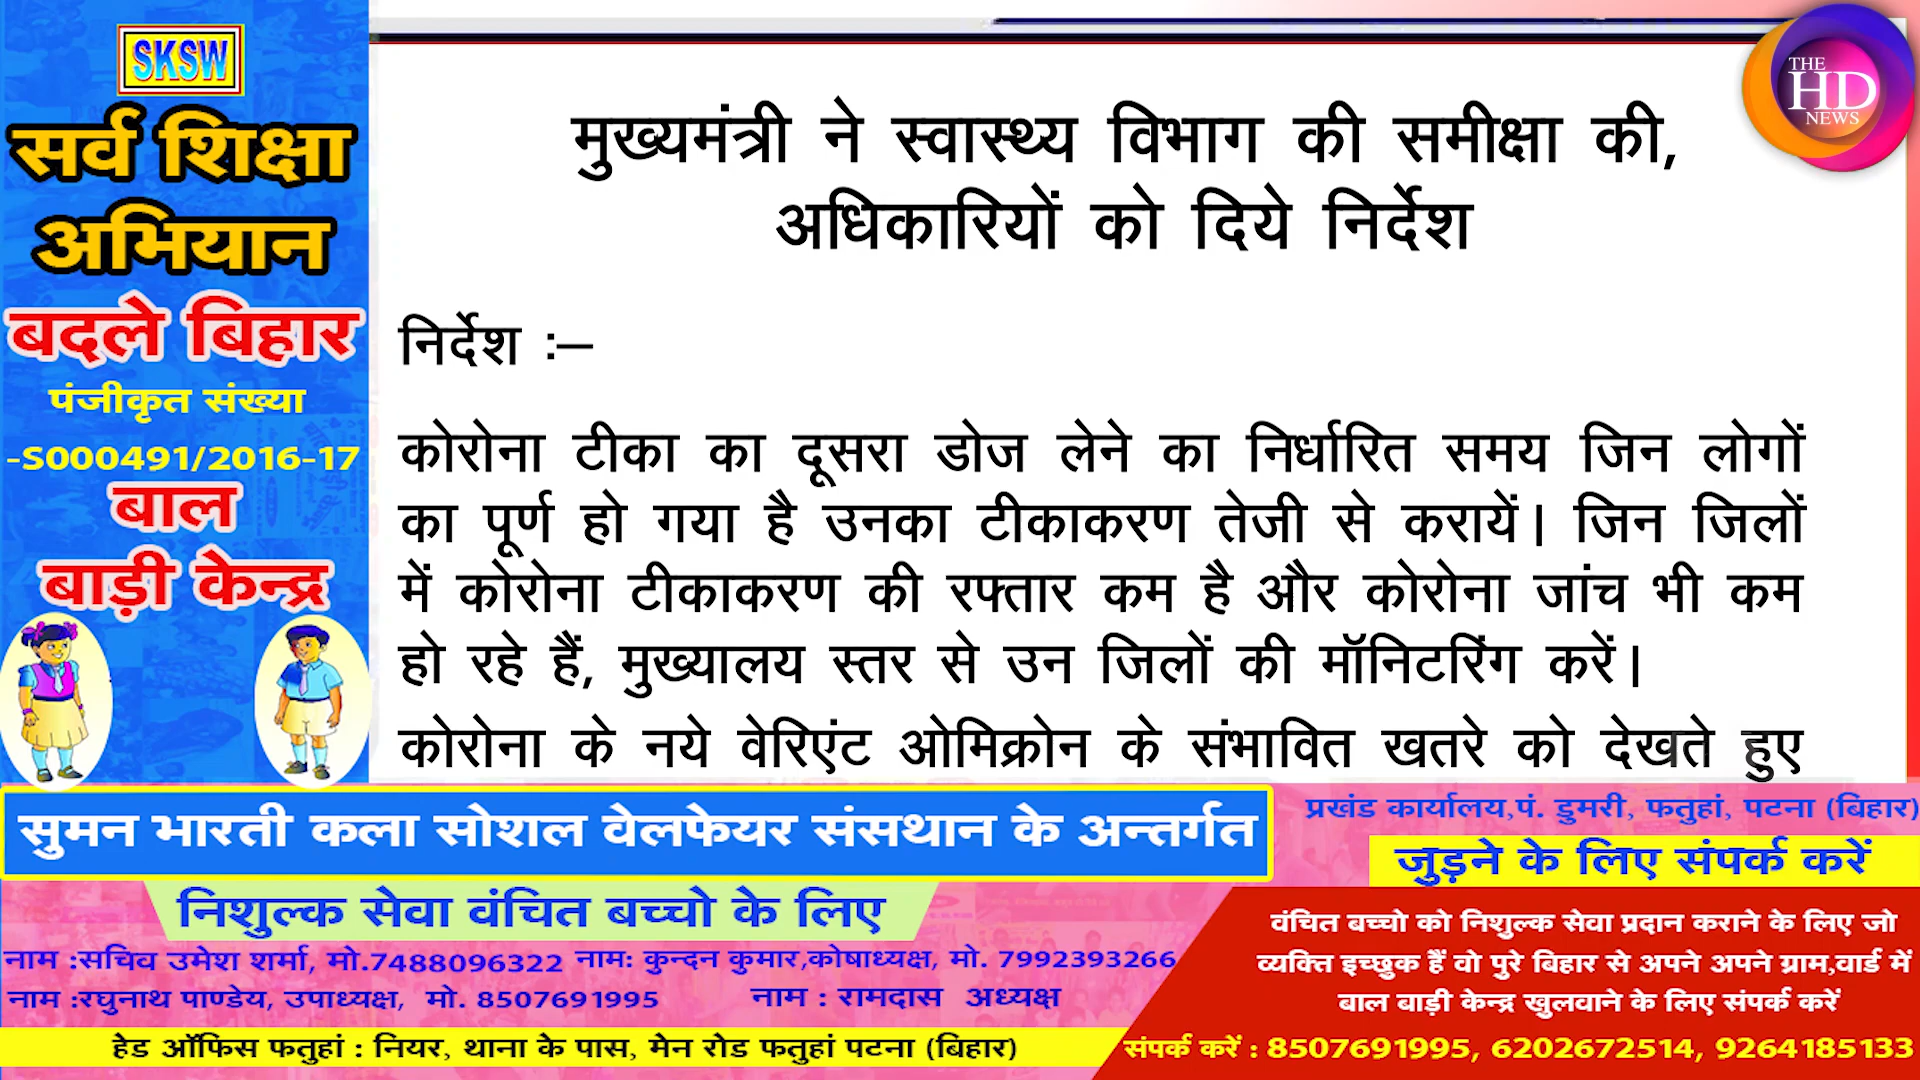 SKSW
सर्व शिक्षा
अभियान
बदले बिहार
पंजीकृत संख्या
-S000491/2016-17
बाल
बाड़ी केन्द्र
THE
HD
NEWS
मुख्यमंत्री ने स्वास्थ्य विभाग की समीक्षा की,
अधिकारियों को दिये निर्देश
निर्देश :–
कोरोना टीका का दूसरा डोज लेने का निर्धारित समय जिन लोगों
का पूर्ण हो गया है उनका टीकाकरण तेजी से करायें। जिन जिलों
में कोरोना टीकाकरण की रफ्तार कम है और कोरोना जांच भी कम
हो रहे हैं, मुख्यालय स्तर से उन जिलों की मॉनिटरिंग करें।
कोरोना के नये वेरिएंट ओमिक्रोन के संभावित खतरे को देखते हुए
सुमन भारती कला सोशल वेलफेयर संसथान के अन्तर्गत
निशुल्क सेवा वंचित बच्चो के लिए
नाम :सचिव उमेश शर्मा, मो.7488096322 नाम: कुन्दन कुमार,कोषाध्यक्ष, मो. 7992393266
नाम :रघुनाथ पाण्डेय, उपाध्यक्ष, मो. 8507691995 नाम : रामदास अध्यक्ष
हेड ऑफिस फतुहां : नियर, थाना के पास, मेन रोड फतुहां पटना (बिहार)
प्रखंड कार्यालय,पं. डुमरी, फतुहां, पटना (बिहार)
जुड़ने के लिए संपर्क करें
वंचित बच्चो को निशुल्क सेवा प्रदान कराने के लिए जो
व्यक्ति इच्छुक हैं वो पुरे बिहार से अपने अपने ग्राम,वार्ड में
बाल बाड़ी केन्द्र खुलवाने के लिए संपर्क करें
संपर्क करें : 8507691995, 6202672514, 9264185133